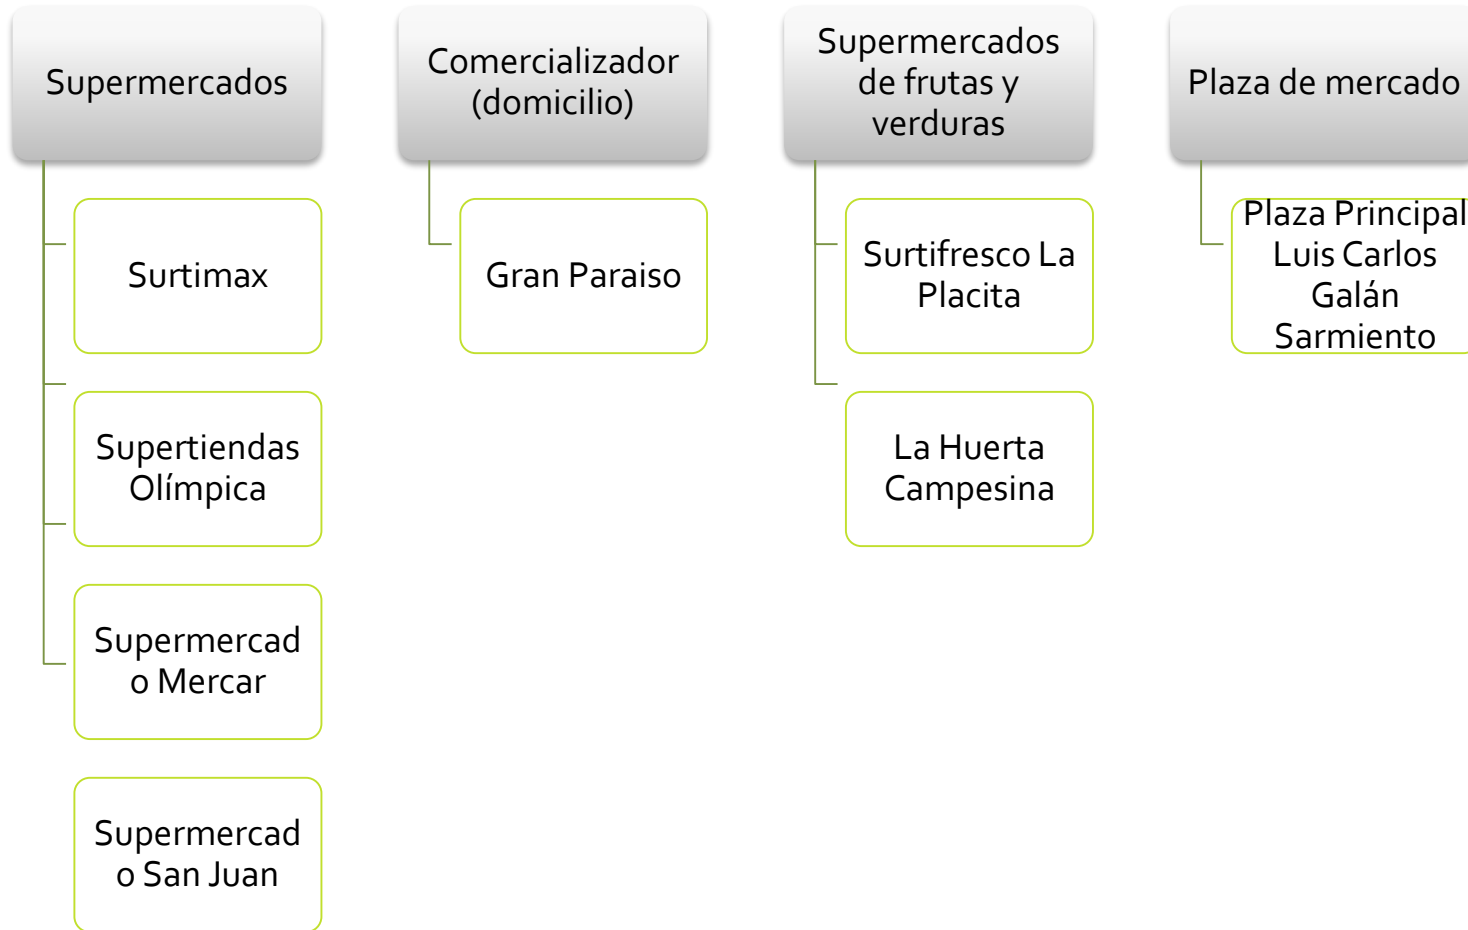 Supermercados
Surtimax
Supertiendas
Olímpica
Supermercad
o Mercar
Supermercad
o San Juan
Comercializador
(domicilio)
Gran Paraiso
Supermercados
de frutas y
verduras
Surtifresco La
Placita
La Huerta
Campesina
Plaza de mercado
Plaza Principal
Luis Carlos
Galán
Sarmiento